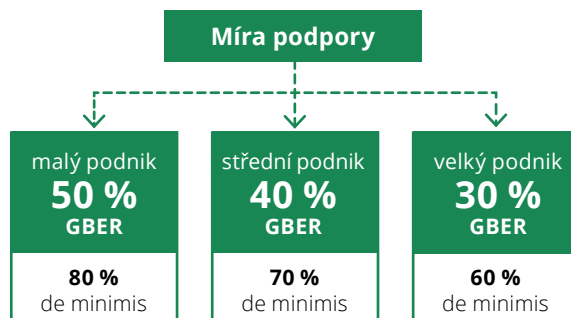 Míra podpory
malý podnik
50 %
GBER
80 %
de minimis
střední podnik
40 %
GBER
70 %
de minimis
velký podnik
30 %
GBER
60 %
de minimis